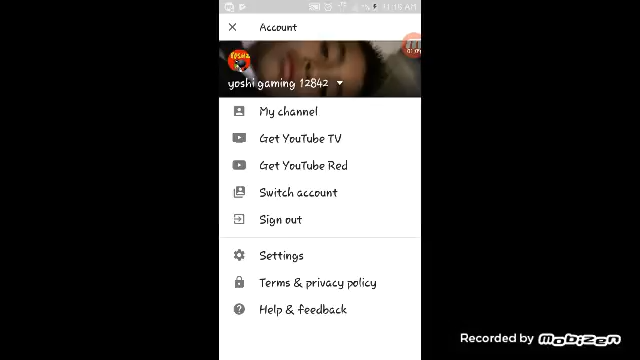 Account
yoshi gaming 12842
My channel
Get YouTube TV
Get YouTube Red
Switch account
Sign out
Settings
Terms & privacy policy
Help & feedback
Recorded by mobizen